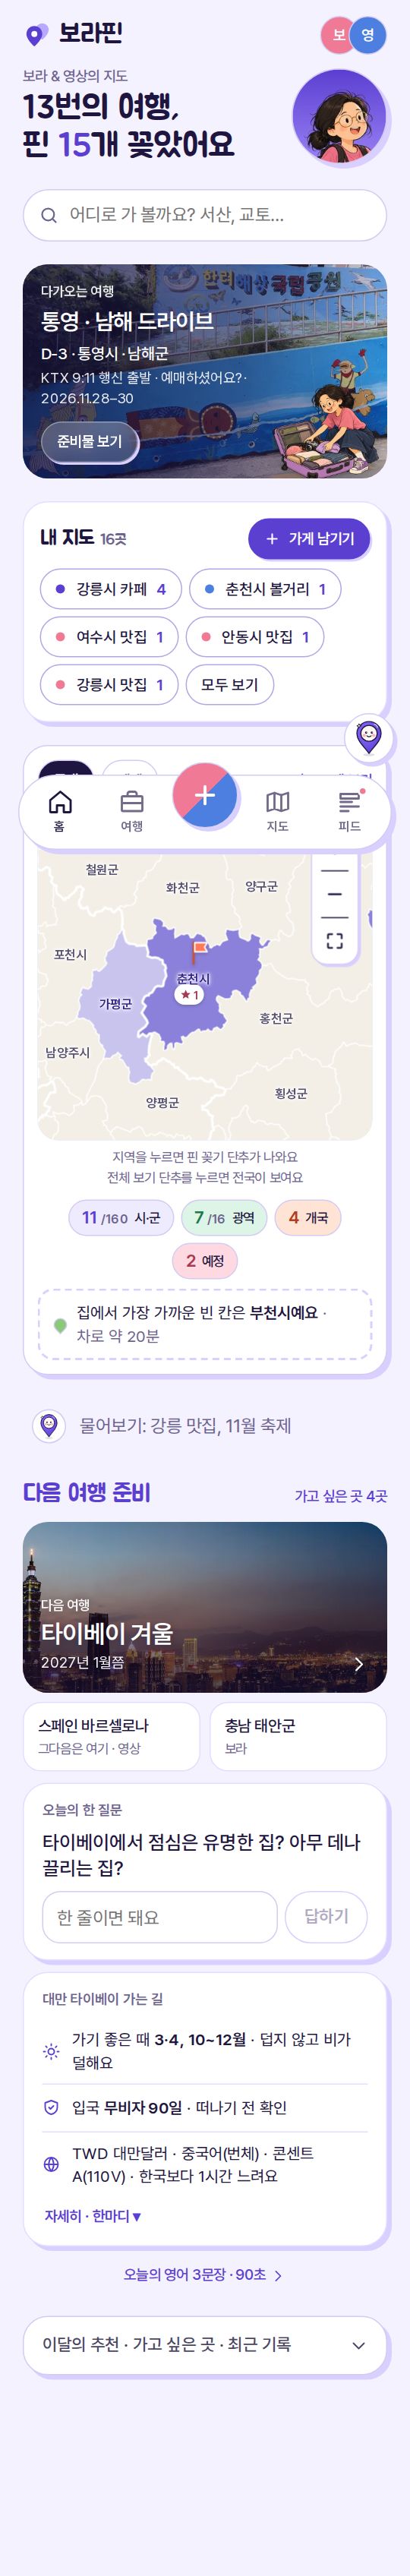 보라핀
보 영
보라 & 영상의 지도
13번의 여행,
핀 15개 꽂았어요
어디로 가 볼까요? 서산, 교토...
한려해상국립공원
다가오는 여행
통영 · 남해 드라이브
D-3 · 통영시 · 남해군
KTX 9:11 행신 출발 · 예매하셨어요? ·
2026.11.28–30
준비물 보기
내 지도 16곳
+ 가게 남기기
강릉시 카페 4
춘천시 볼거리 1
여수시 맛집 1
안동시 맛집 1
강릉시 맛집 1
모두 보기
홈
여행
지도
피드
철원군
화천군
양구군
포천시
춘천시
★ 1
가평군
홍천군
남양주시
양평군
횡성군
지역을 누르면 핀 꽂기 단추가 나와요
전체 보기 단추를 누르면 전국이 보여요
11 /160 시·군
7 /16 광역
4 개국
2 예정
집에서 가장 가까운 빈 칸은 부천시예요 ·
차로 약 20분
물어보기: 강릉 맛집, 11월 축제
다음 여행 준비
가고 싶은 곳 4곳
다음 여행
타이베이 겨울
2027년 1월쯤
스페인 바르셀로나
그다음은 여기 · 영상
충남 태안군
보라
오늘의 한 질문
타이베이에서 점심은 유명한 집? 아무 데나
끌리는 집?
한 줄이면 돼요
답하기
대만 타이베이 가는 길
가기 좋은 때 3·4, 10~12월 · 덥지 않고 비가
덜해요
입국 무비자 90일 · 떠나기 전 확인
TWD 대만달러 · 중국어(번체) · 콘센트
A(110V) · 한국보다 1시간 느려요
자세히 · 한마디 ▾
오늘의 영어 3문장 · 90초
이달의 추천 · 가고 싶은 곳 · 최근 기록